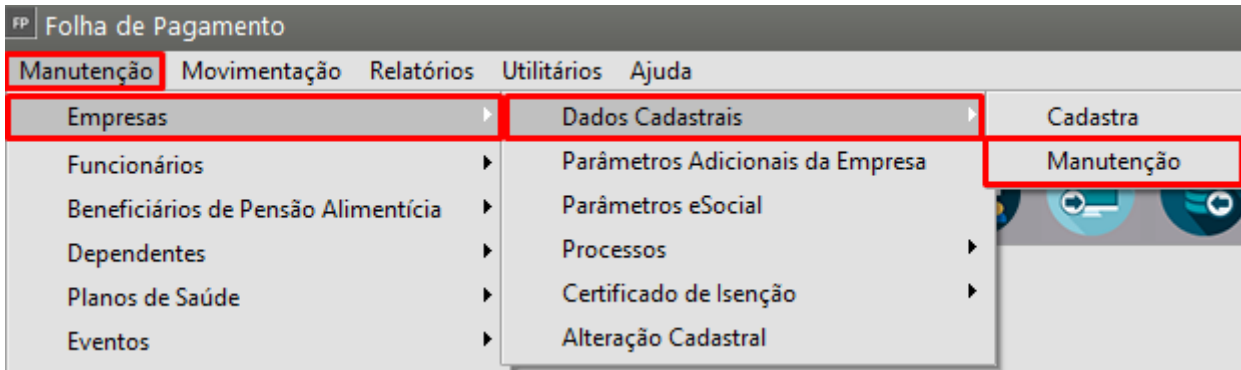 FP Folha de Pagamento
Manutenção Movimentação Relatórios Utilitários Ajuda
Empresas Dados Cadastrais Cadastra
Funcionários Parâmetros Adicionais da Empresa Manutenção
Beneficiários de Pensão Alimentícia Parâmetros eSocial
Dependentes Processos
Planos de Saúde Certificado de Isenção
Eventos Alteração Cadastral